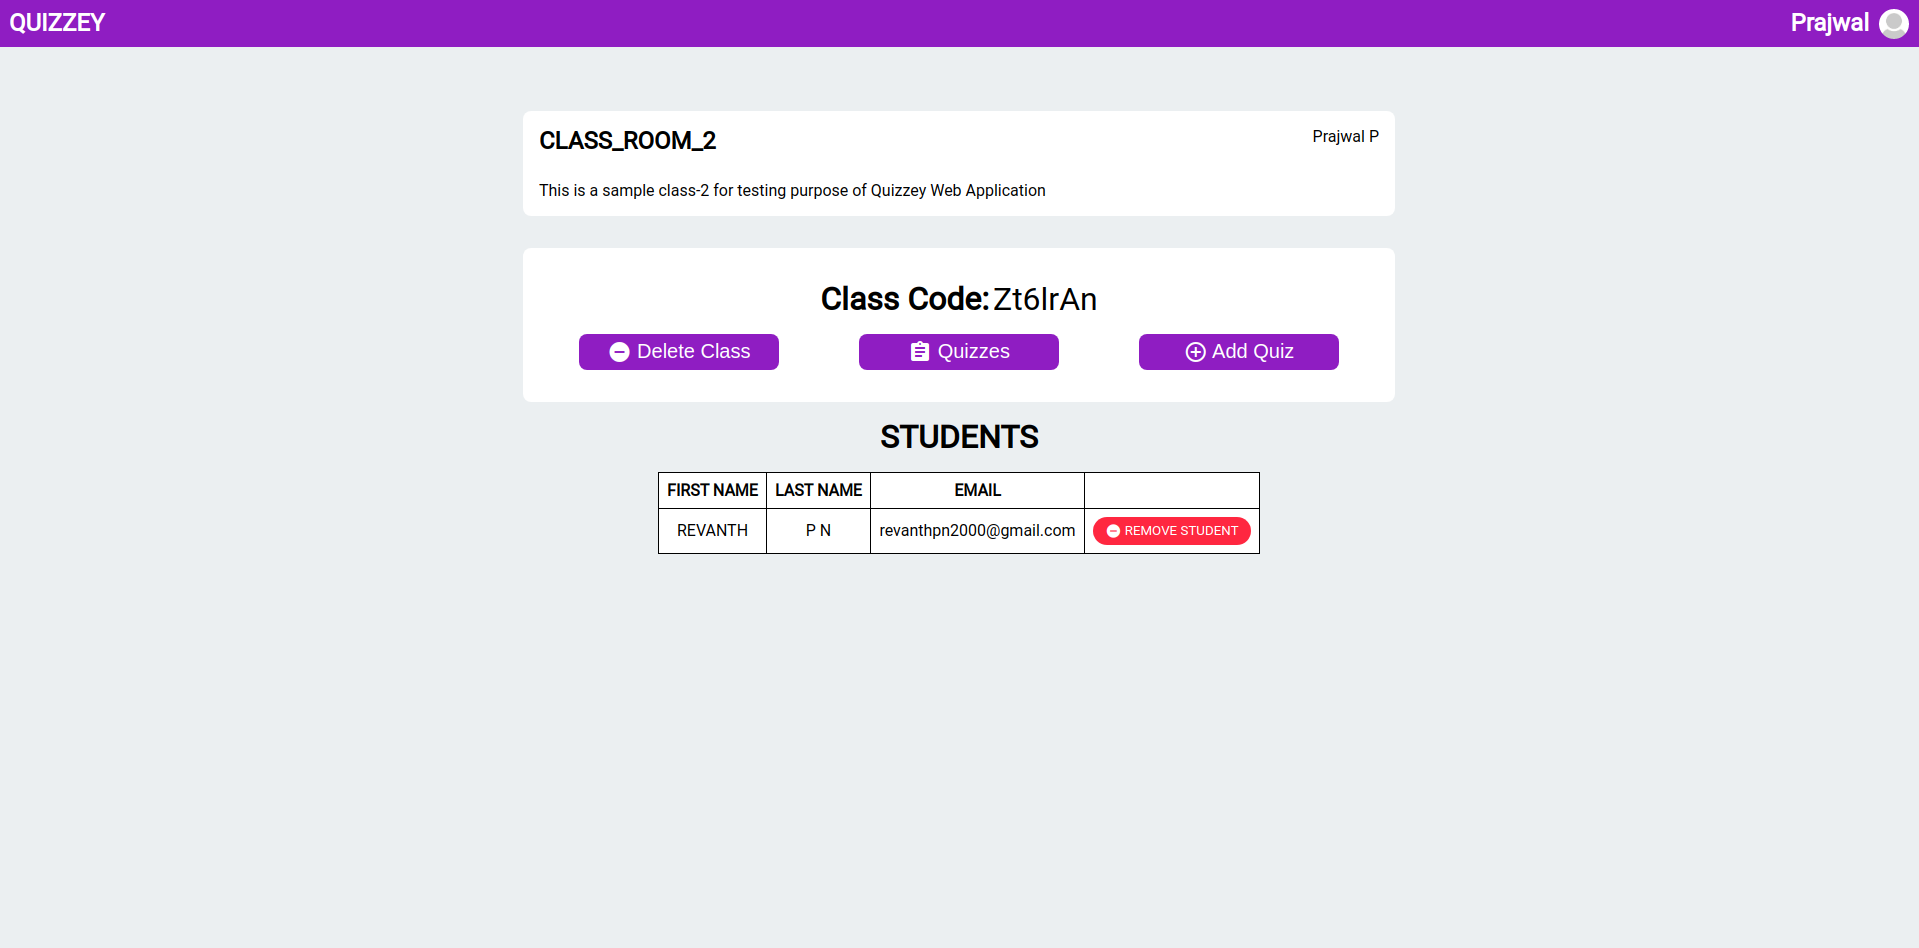 QUIZZEY
Prajwal
CLASS_ROOM_2
Prajwal P
This is a sample class-2 for testing purpose of Quizzey Web Application
Class Code: Zt6IrAn
Delete Class
Quizzes
Add Quiz
STUDENTS
FIRST NAME LAST NAME EMAIL
REVANTH P N revanthpn2000@gmail.com REMOVE STUDENT